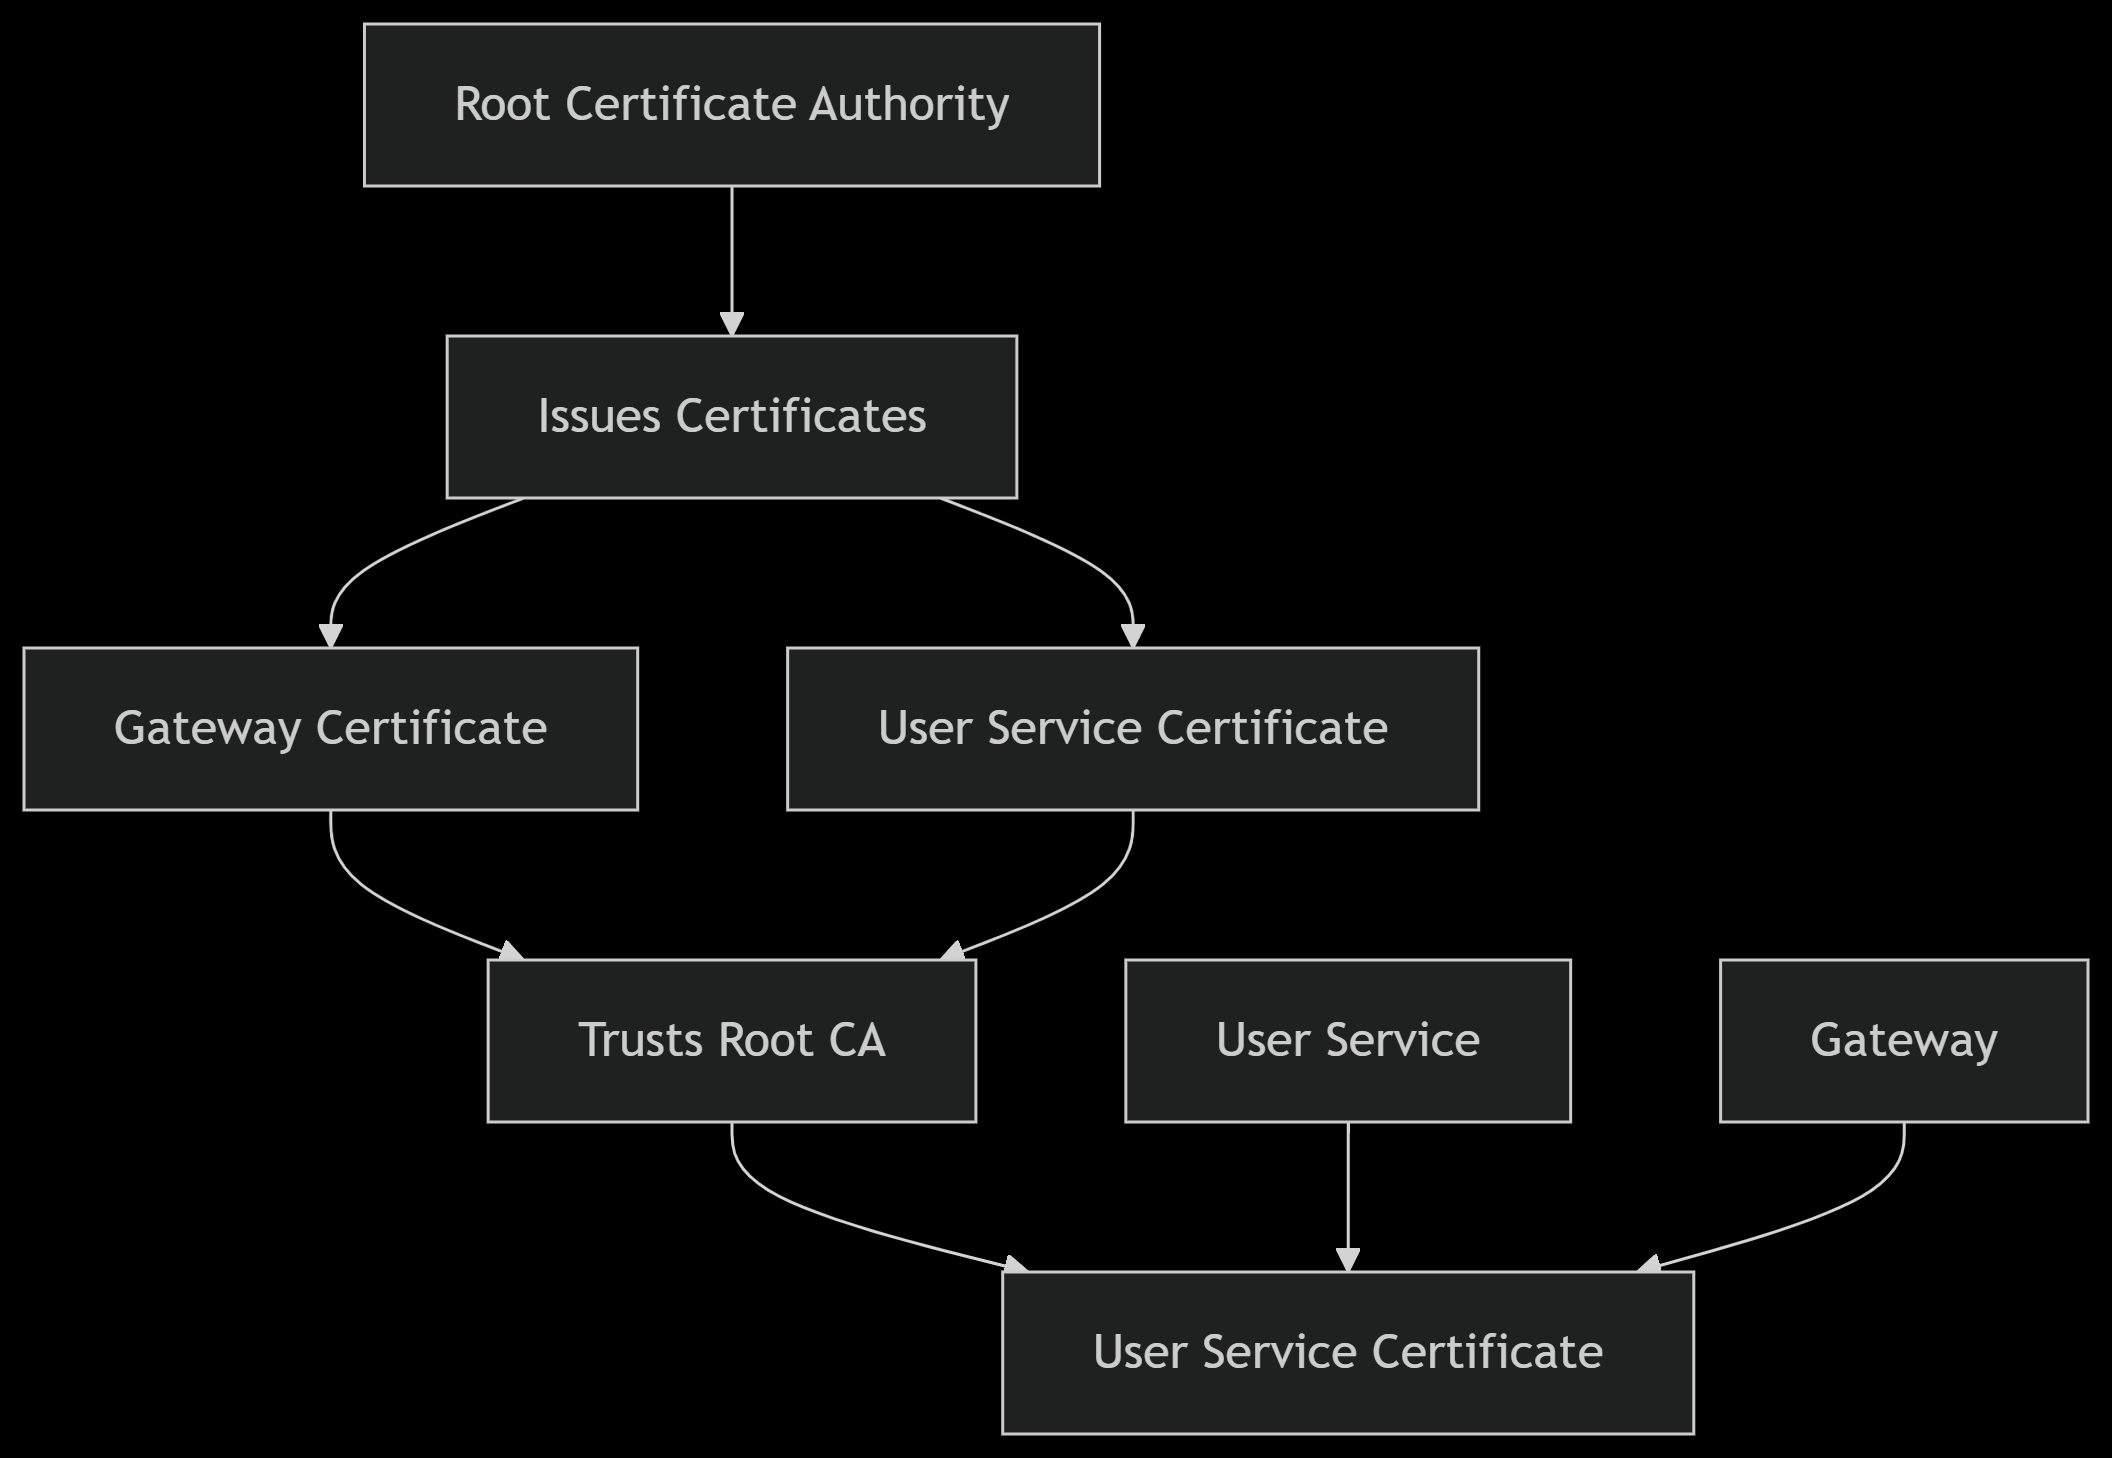 Root Certificate Authority
Issues Certificates
Gateway Certificate
User Service Certificate
Trusts Root CA
User Service
Gateway
User Service Certificate